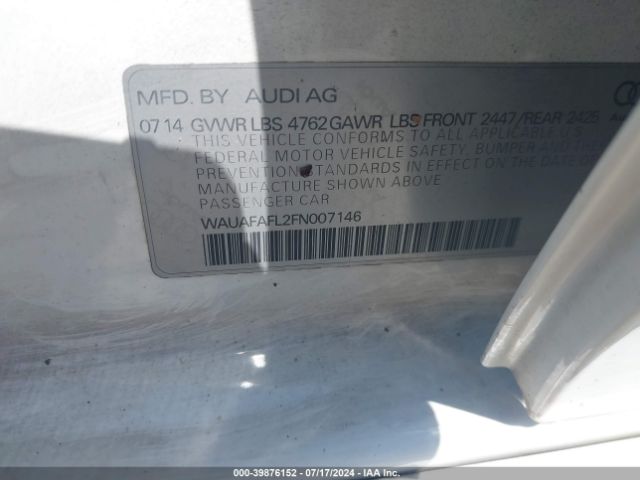 MFD. BY AUDI AG
07 14 GVWR LBS 4762 GAWR LBS FRONT 2447/REAR 2425
THIS VEHICLE CONFORMS TO ALL APPLICABLE
FEDERAL MOTOR VEHICLE SAFETY, BUMPER AND
PREVENTION STANDARDS IN EFFECT ON THE DATE OF
MANUFACTURE SHOWN ABOVE
PASSENGER CAR
WAUAFAFL2FN007146
000-39876152 - 07/17/2024 - IAA Inc.